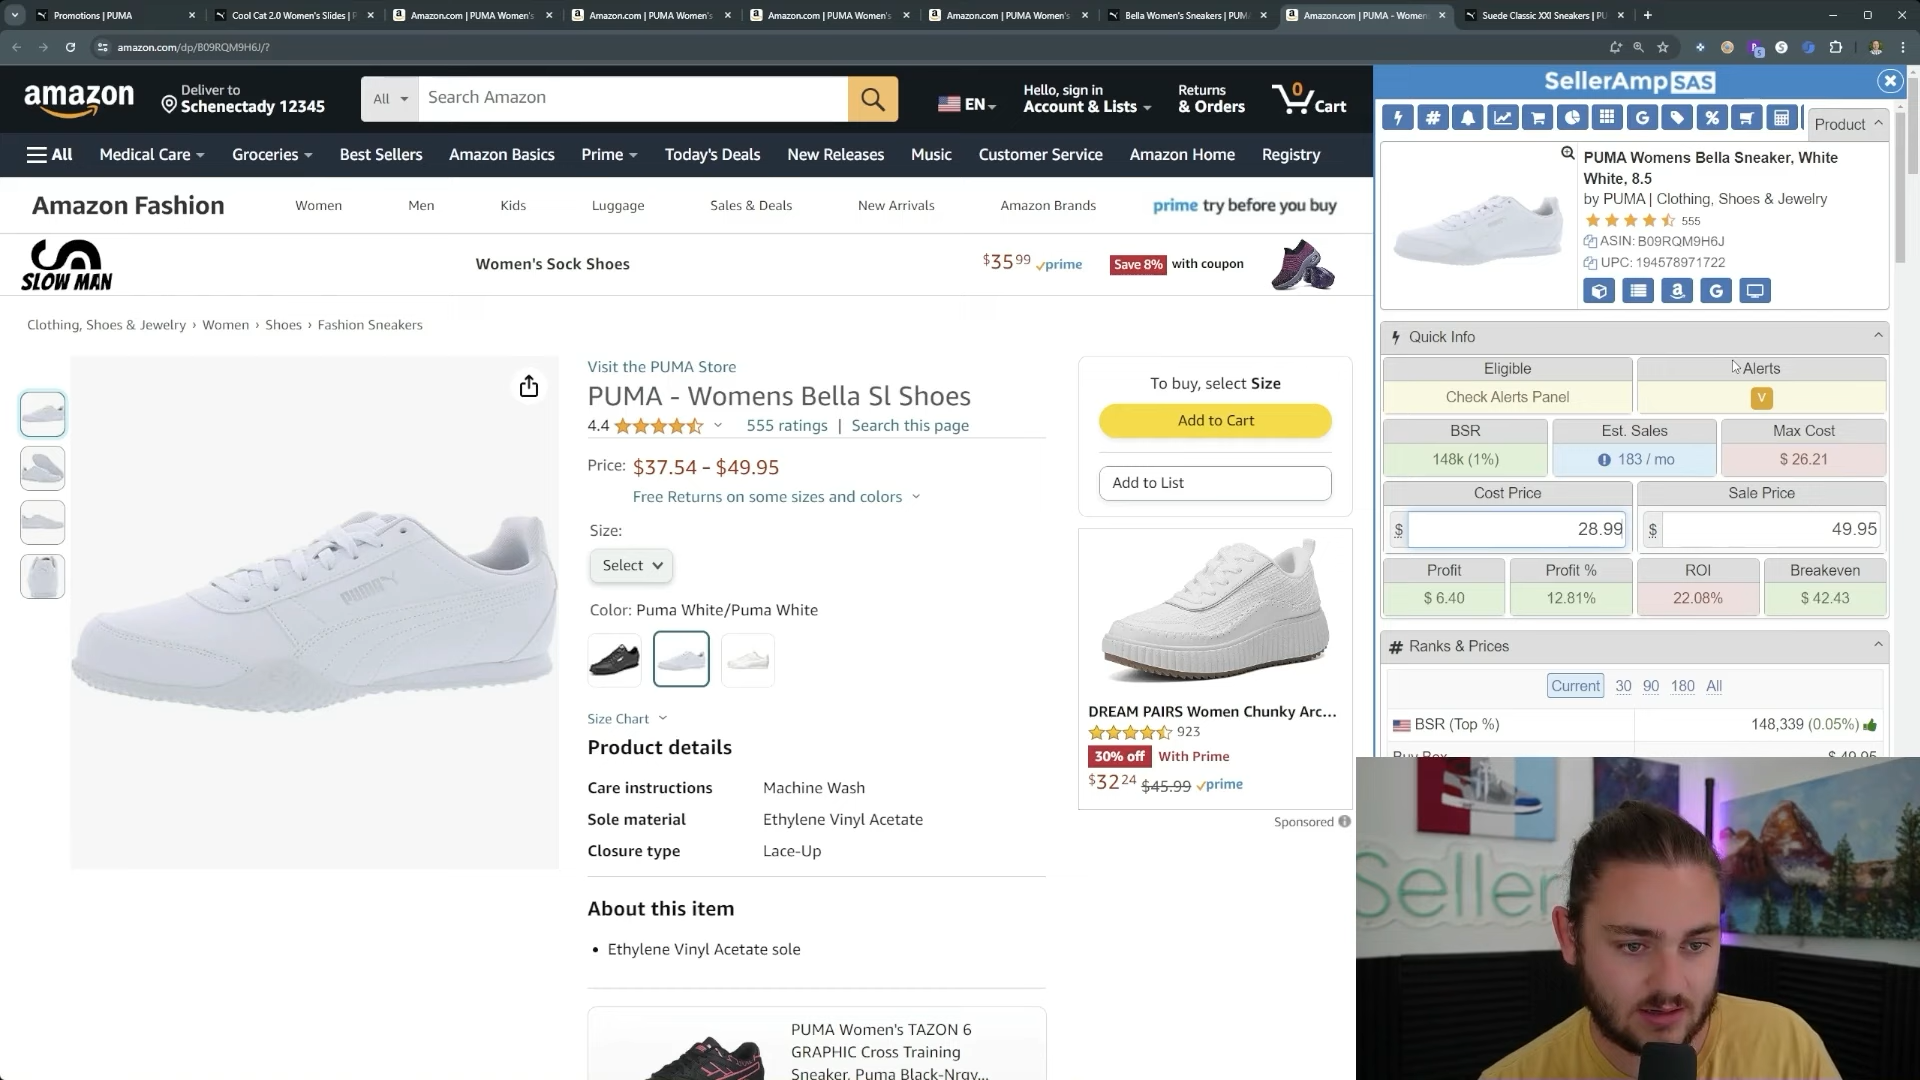 Promotions | PUMA
Cool Cat 2.0 Women's Slides | P
Amazon.com | PUMA Women's
Amazon.com | PUMA Women's
Amazon.com | PUMA Women's
Amazon.com | PUMA Women's
Bella Women's Sneakers | PUM
Amazon.com | PUMA - Women
Suede Classic XXI Sneakers | PU
amazon.com/dp/B09RQM9H6J/?
amazon
Deliver to
Schenectady 12345
All
Search Amazon
EN
Hello, sign in
Account & Lists
Returns
& Orders
0
Cart
All
Medical Care
Groceries
Best Sellers
Amazon Basics
Prime
Today's Deals
New Releases
Music
Customer Service
Amazon Home
Registry
Amazon Fashion
Women
Men
Kids
Luggage
Sales & Deals
New Arrivals
Amazon Brands
prime try before you buy
SLOW MAN
Women's Sock Shoes
$35 99 prime
Save 8% with coupon
Clothing, Shoes & Jewelry › Women › Shoes › Fashion Sneakers
Visit the PUMA Store
PUMA - Womens Bella Sl Shoes
4.4
555 ratings | Search this page
Price: $37.54 - $49.95
Free Returns on some sizes and colors
Size:
Select
Color: Puma White/Puma White
Size Chart
Product details
Care instructions Machine Wash
Sole material Ethylene Vinyl Acetate
Closure type Lace-Up
About this item
• Ethylene Vinyl Acetate sole
PUMA Women's TAZON 6
GRAPHIC Cross Training
Sneaker, Puma Black-Nrgy...
To buy, select Size
Add to Cart
Add to List
DREAM PAIRS Women Chunky Arc...
923
30% off With Prime
$32 24 $45.99 prime
Sponsored
SellerAmp SAS
Product
PUMA Womens Bella Sneaker, White
White, 8.5
by PUMA | Clothing, Shoes & Jewelry
555
ASIN: B09RQM9H6J
UPC: 194578971722
Quick Info
Eligible
Alerts
Check Alerts Panel
V
BSR
Est. Sales
Max Cost
148k (1%)
183 / mo
$ 26.21
Cost Price
Sale Price
$ 28.99
$ 49.95
Profit
Profit %
ROI
Breakeven
$ 6.40
12.81%
22.08%
$ 42.43
# Ranks & Prices
Current 30 90 180 All
BSR (Top %)
148,339 (0.05%)
Buy Box
$ 49.95
Seller